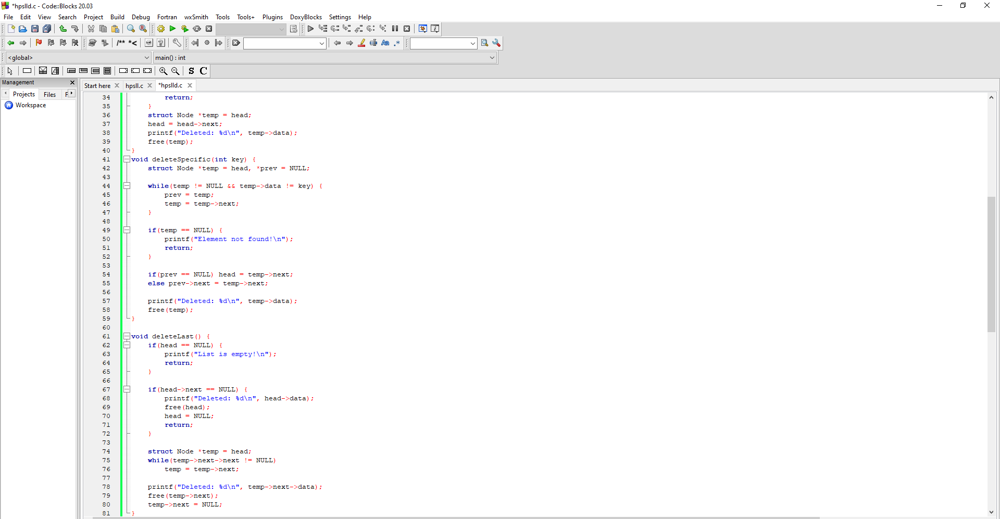 *hpslld.c - Code::Blocks 20.03
File Edit View Search Project Build Debug Fortran wxSmith Tools Tools+ Plugins DoxyBlocks Settings Help
/** *<
Aa .*
<global> main() : int
S C
Management
Start here hpsll.c *hpslld.c
Projects Files F
Workspace
34 return;
35 }
36 struct Node *temp = head;
37 head = head->next;
38 printf("Deleted: %d\n", temp->data);
39 free(temp);
40 }
41 void deleteSpecific(int key) {
42 struct Node *temp = head, *prev = NULL;
43
44 while(temp != NULL && temp->data != key) {
45 prev = temp;
46 temp = temp->next;
47 }
48
49 if(temp == NULL) {
50 printf("Element not found!\n");
51 return;
52 }
53
54 if(prev == NULL) head = temp->next;
55 else prev->next = temp->next;
56
57 printf("Deleted: %d\n", temp->data);
58 free(temp);
59 }
60
61 void deleteLast() {
62 if(head == NULL) {
63 printf("List is empty!\n");
64 return;
65 }
66
67 if(head->next == NULL) {
68 printf("Deleted: %d\n", head->data);
69 free(head);
70 head = NULL;
71 return;
72 }
73
74 struct Node *temp = head;
75 while(temp->next->next != NULL)
76 temp = temp->next;
77
78 printf("Deleted: %d\n", temp->next->data);
79 free(temp->next);
80 temp->next = NULL;
81 }